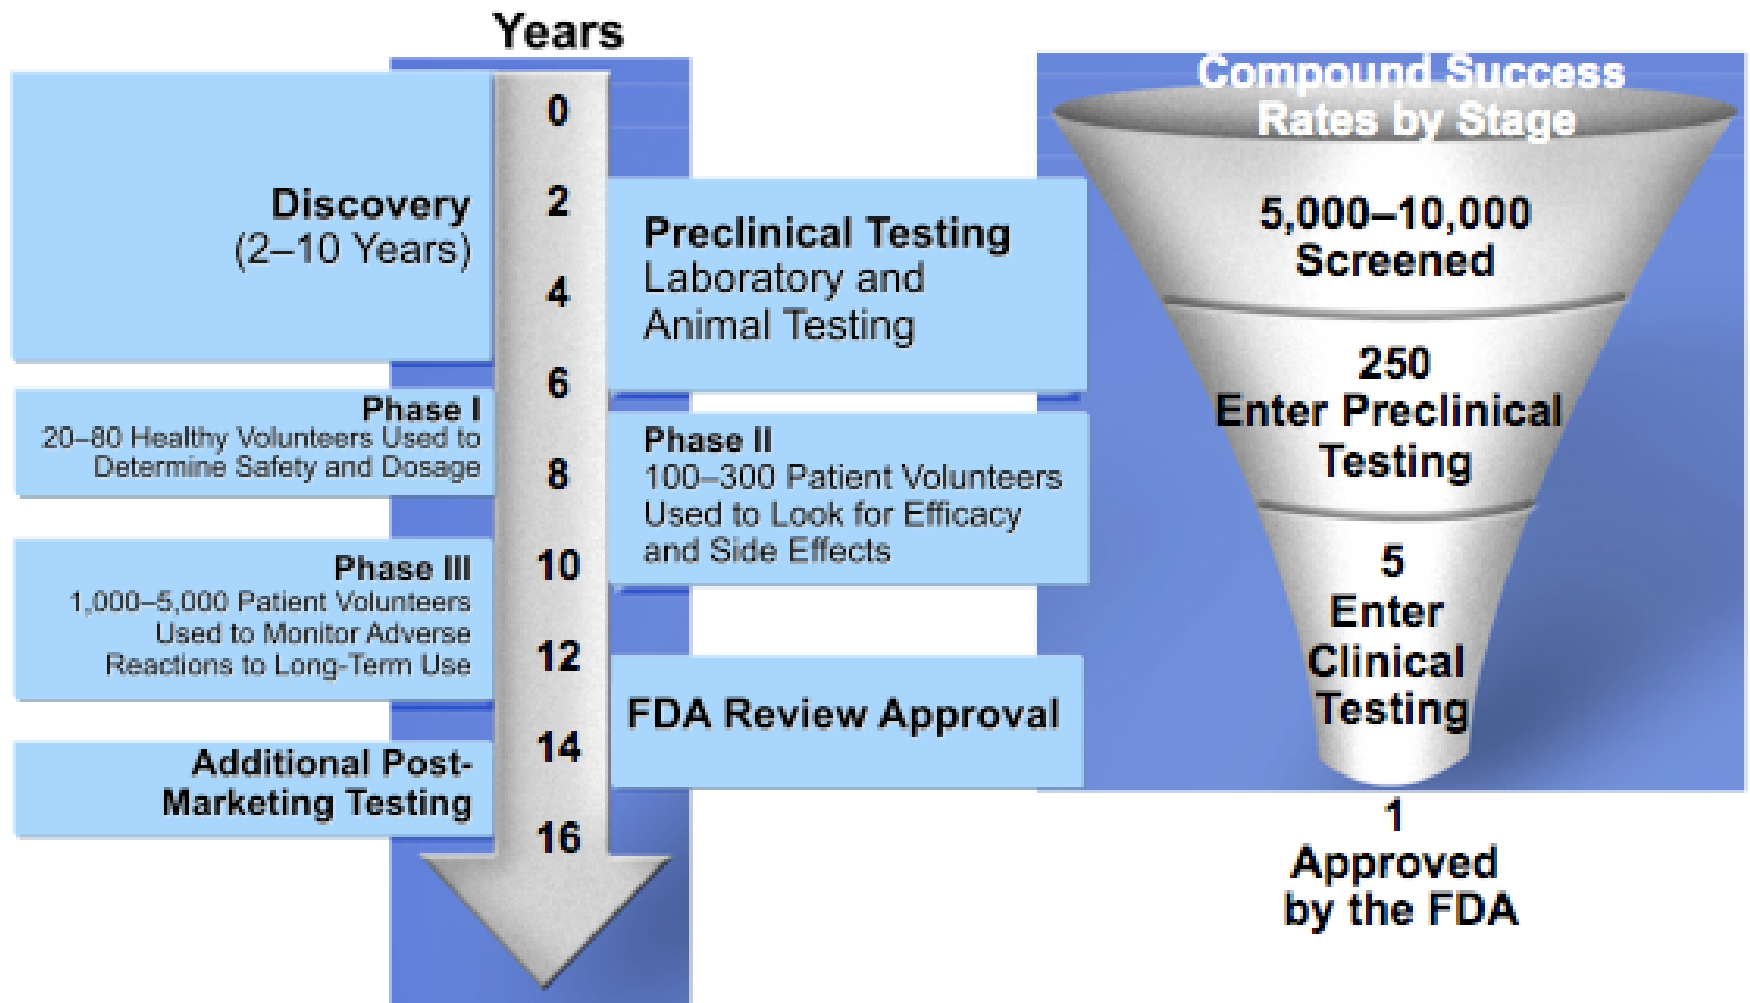 Years
0
2
4
6
8
10
12
14
16
Discovery
(2–10 Years)
Preclinical Testing
Laboratory and
Animal Testing
Phase I
20–80 Healthy Volunteers Used to
Determine Safety and Dosage
Phase II
100–300 Patient Volunteers
Used to Look for Efficacy
and Side Effects
Phase III
1,000–5,000 Patient Volunteers
Used to Monitor Adverse
Reactions to Long-Term Use
FDA Review Approval
Additional Post-
Marketing Testing
Compound Success
Rates by Stage
5,000–10,000
Screened
250
Enter Preclinical
Testing
5
Enter
Clinical
Testing
1
Approved
by the FDA